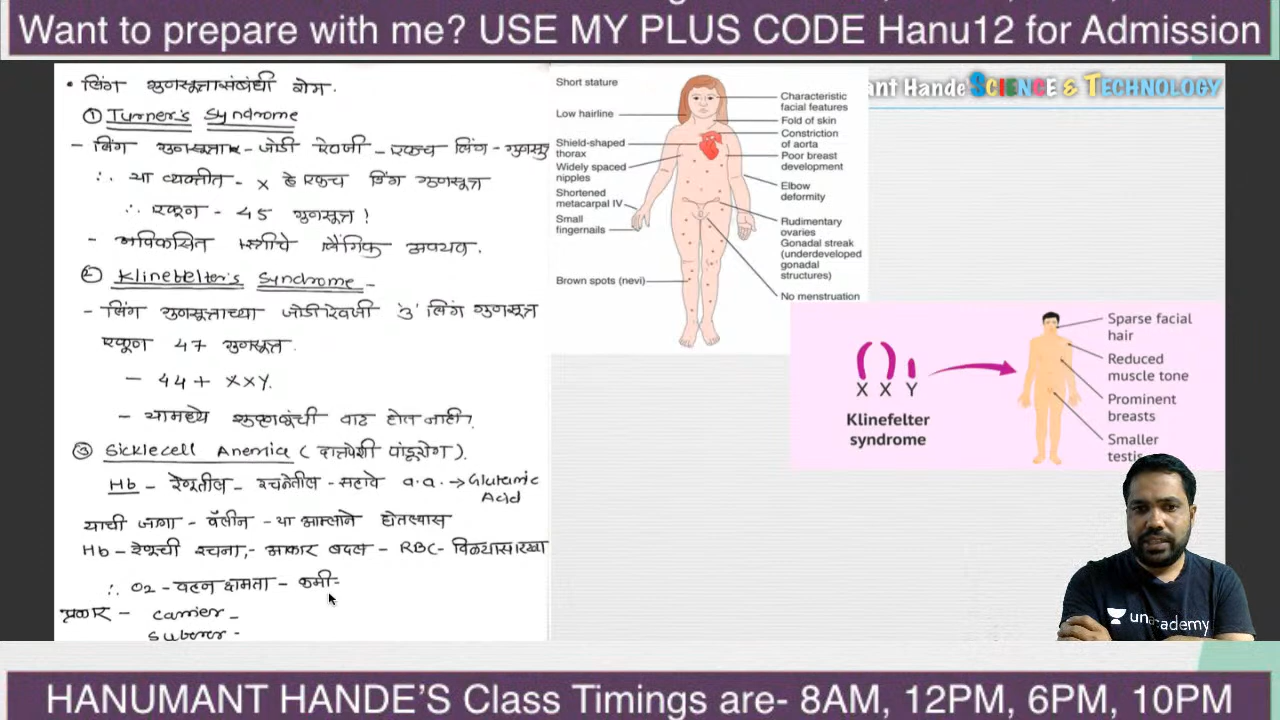 Want to prepare with me? USE MY PLUS CODE Hanu12 for Admission
ant Hande SCIENCE & TECHNOLOGY
• लिंग गुणसूत्रासंबंधी रोग.
① Turner's Syndrome
- लिंग - जोडी ऐवजी - एकच लिंग -
∴ या व्यक्तीत - X हे एकच लिंग गुणसूत्र
∴ एकूण - 45 गुणसूत्र!
- अविकसित स्त्रीचे लैंगिक अवयव.
② Syndrome -
- लिंग गुणसूत्राच्या जोडीऐवजी '3' लिंग गुणसूत्र
एकूण 47 गुणसूत्र.
- 44 + XXY.
- यामध्ये वाढ होत नाही?
③ Sicklecell Anemia ( पांडूरोग ).
Hb - रेणूतील - रचनेतील - सहावे a.a. → Glutamic
Acid
याची जागा - वॅलीन - या आम्लाने घेतल्यास
Hb - रेणूची रचना, - आकार बदल - RBC - विळ्यासारखा
∴ O2 - वहन क्षमता - कमी -
प्रकार - carrier -
Short stature
Low hairline
Shield-shaped
thorax
Widely spaced
nipples
Shortened
metacarpal IV
Small
fingernails
Brown spots (nevi)
Characteristic
facial features
Fold of skin
Constriction
of aorta
Poor breast
development
Elbow
deformity
Rudimentary
ovaries
Gonadal streak
(underdeveloped
gonadal
structures)
No menstruation
X X Y
Klinefelter
syndrome
Sparse facial
hair
Reduced
muscle tone
Prominent
breasts
Smaller
testis
unacademy
HANUMANT HANDE'S Class Timings are- 8AM, 12PM, 6PM, 10PM